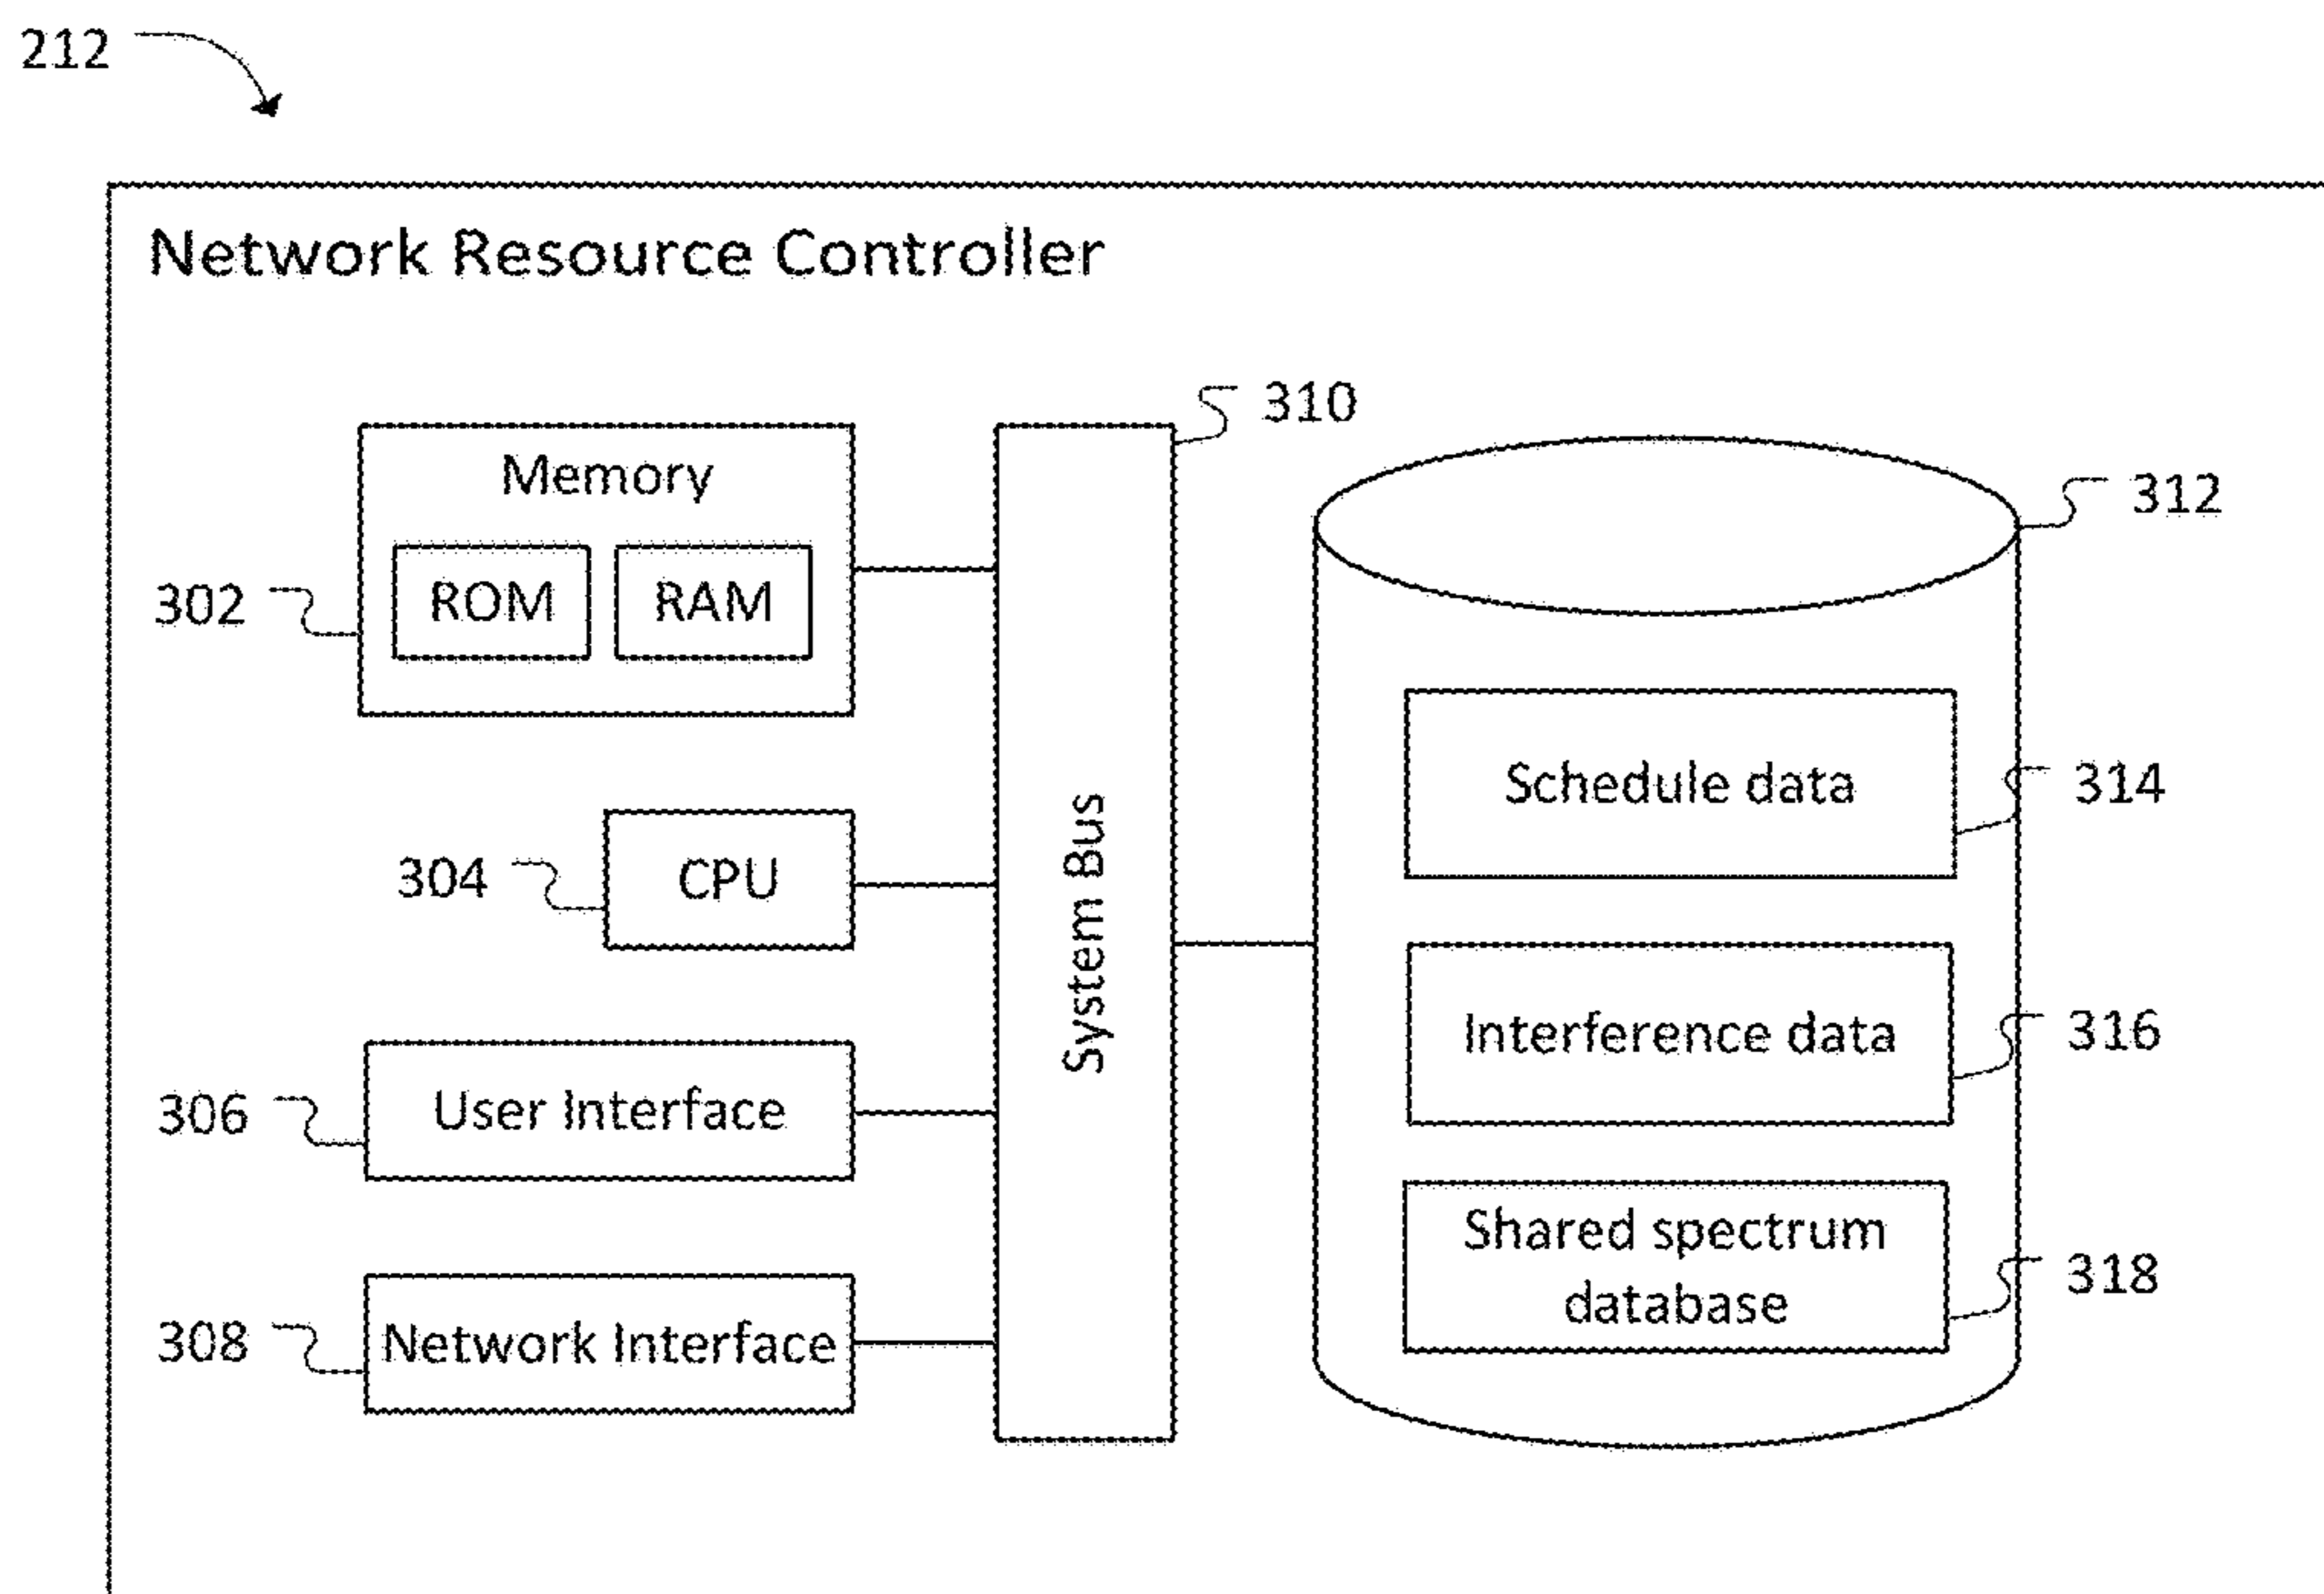 212
Network Resource Controller
310
Memory
312
ROM
RAM
302
Schedule data
314
304
CPU
System Bus
Interference data
316
306
User Interface
Shared spectrum
database
318
308
Network Interface